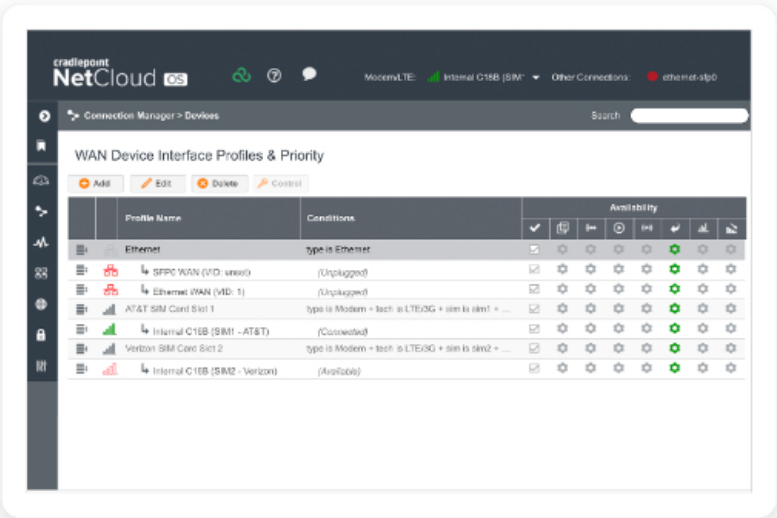 cradlepoint
NetCloud OS
Modem/LTE: Internal C18B (SIM1 Other Connections: ethernet-sfp0
Connection Manager > Devices
Search
WAN Device Interface Profiles & Priority
Add Edit Delete Control
Availability
Profile Name Conditions
Ethernet type is Ethernet
SFP0 WAN (VID: unset) (Unplugged)
Ethernet WAN (VID: 1) (Unplugged)
AT&T SIM Card Slot 1 type is Modem + tech is LTE/3G + sim is sim1 + ...
Internal C18B (SIM1 - AT&T) (Connected)
Verizon SIM Card Slot 2 type is Modem + tech is LTE/3G + sim is sim2 + ...
Internal C18B (SIM2 - Verizon) (Available)